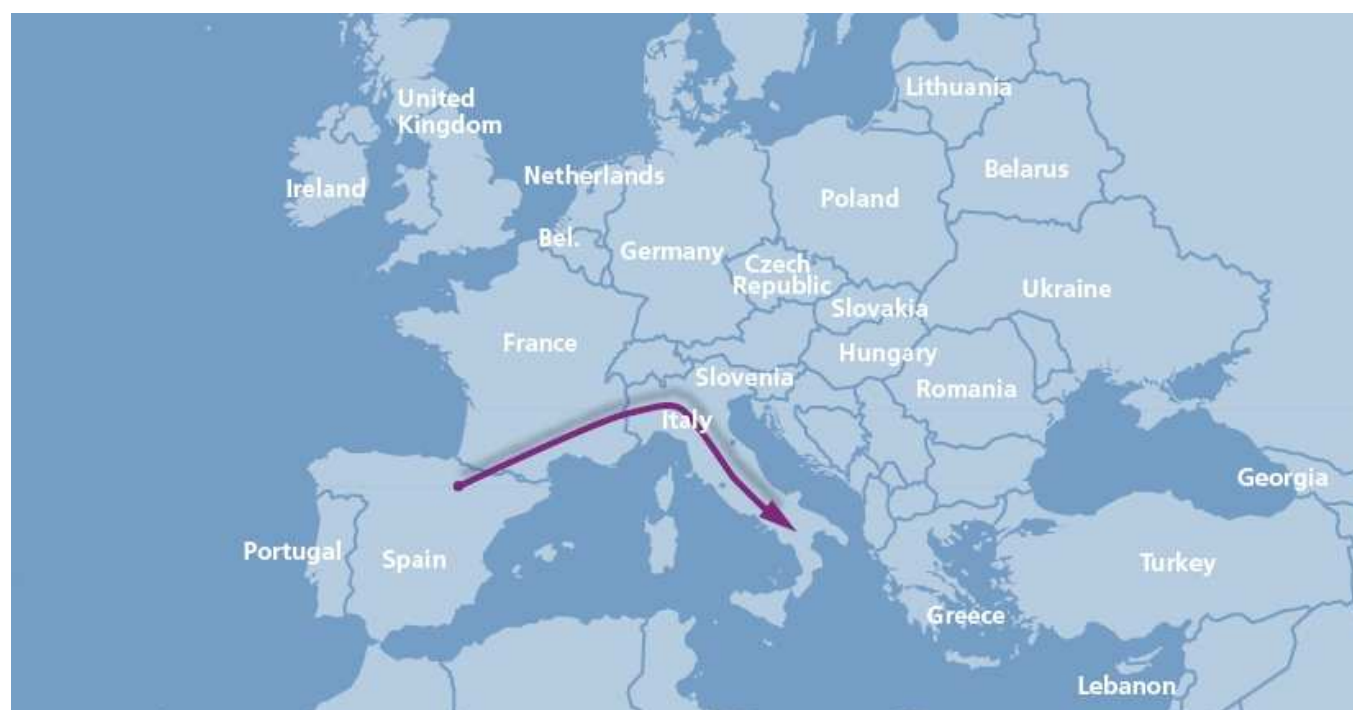 United
Kingdom
Lithuania
Belarus
Netherlands
Ireland
Poland
Bel.
Germany
Czech
Republic
Ukraine
Slovakia
France
Hungary
Slovenia
Romania
Italy
Georgia
Portugal
Spain
Turkey
Greece
Lebanon